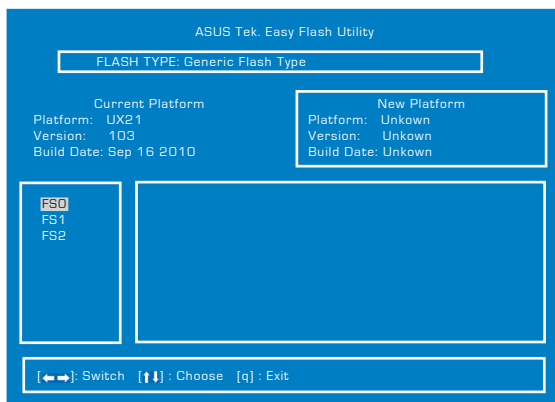 ASUS Tek. Easy Flash Utility
FLASH TYPE: Generic Flash Type
Current Platform
Platform: UX21
Version: 103
Build Date: Sep 16 2010
New Platform
Platform: Unkown
Version: Unkown
Build Date: Unkown
FS0
FS1
FS2
[←→]: Switch [↑↓] : Choose [q] : Exit